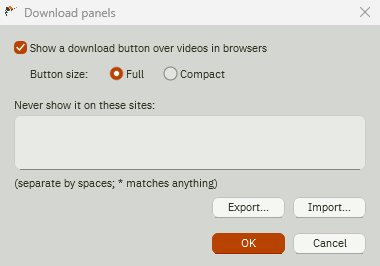 Download panels
Show a download button over videos in browsers
Button size: Full Compact
Never show it on these sites:
(separate by spaces; * matches anything)
Export... Import...
OK Cancel